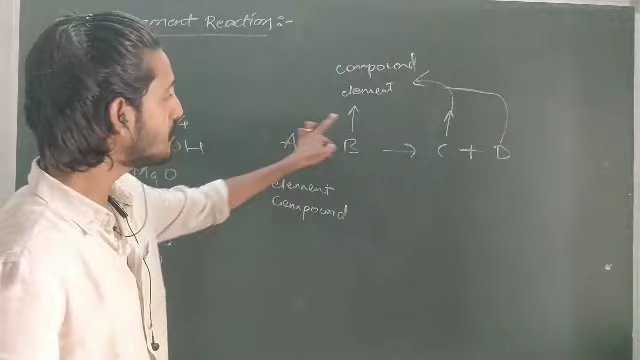 ement Reaction:-
compound
element
A B → C + D
OH
MgO
element
compound